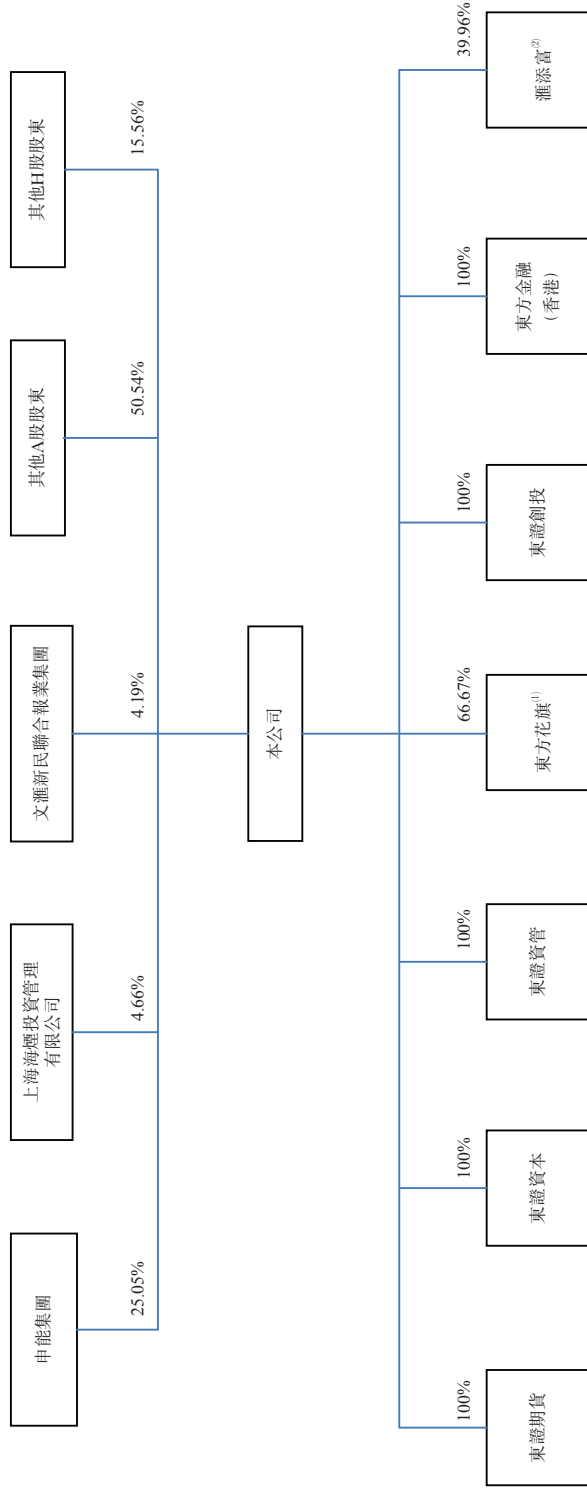 申能集團
上海海煙投資管理
有限公司
文滙新民聯合報業集團
其他A股股東
其他H股股東
25.05%
4.66%
4.19%
50.54%
15.56%
本公司
100%
100%
100%
66.67%
100%
100%
39.96%
東證期貨
東證資本
東證資管
東方花旗(1)
東證創投
東方金融
(香港)
滙添富(2)